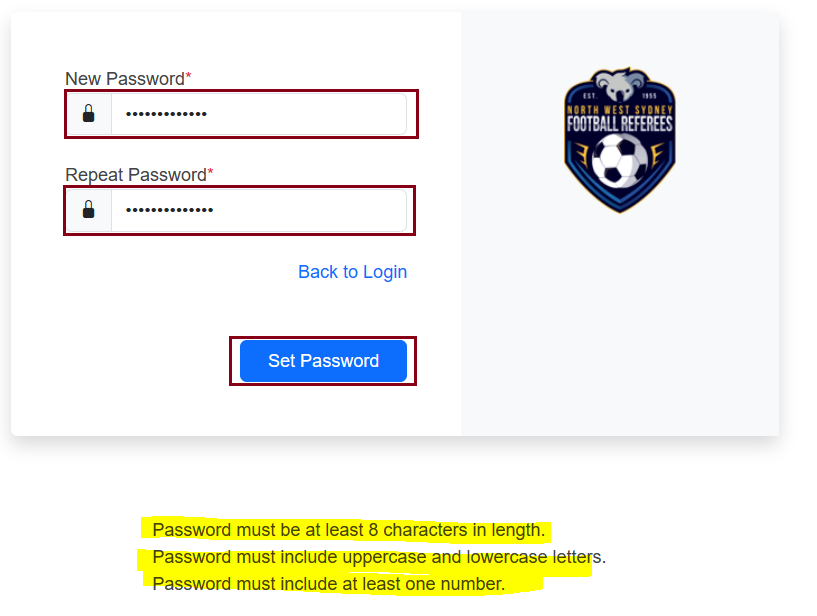 New Password*
•••••••••••••
Repeat Password*
••••••••••••••
Back to Login
Set Password
EST. 1955
NORTH WEST SYDNEY
FOOTBALL REFEREES
Password must be at least 8 characters in length.
Password must include uppercase and lowercase letters.
Password must include at least one number.